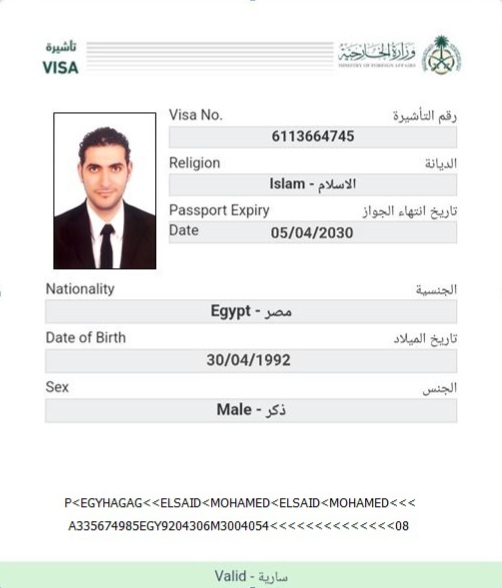 تأشيرة
VISA
وزارة الخارجية
MINISTRY OF FOREIGN AFFAIRS
Visa No. رقم التأشيرة
6113664745
Religion الديانة
Islam - الاسلام
Passport Expiry تاريخ انتهاء الجواز
Date 05/04/2030
Nationality الجنسية
Egypt - مصر
Date of Birth تاريخ الميلاد
30/04/1992
Sex الجنس
Male - ذكر
P<EGYHAGAG<<ELSAID<MOHAMED<ELSAID<MOHAMED<<<
A335674985EGY9204306M3004054<<<<<<<<<<<<<<08
Valid - سارية